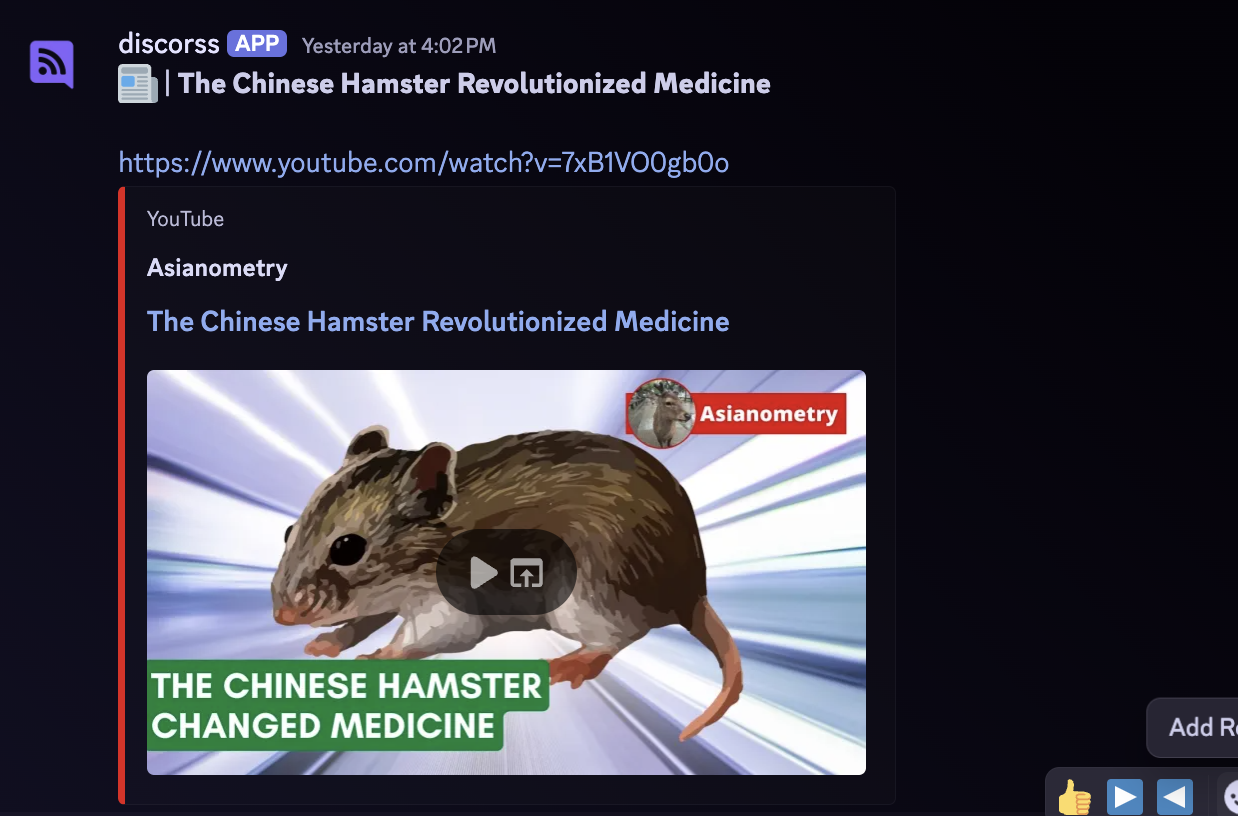 discorss APP Yesterday at 4:02 PM
| The Chinese Hamster Revolutionized Medicine
https://www.youtube.com/watch?v=7xB1VO0gb0o
YouTube
Asianometry
The Chinese Hamster Revolutionized Medicine
Asianometry
THE CHINESE HAMSTER
CHANGED MEDICINE
Add Re